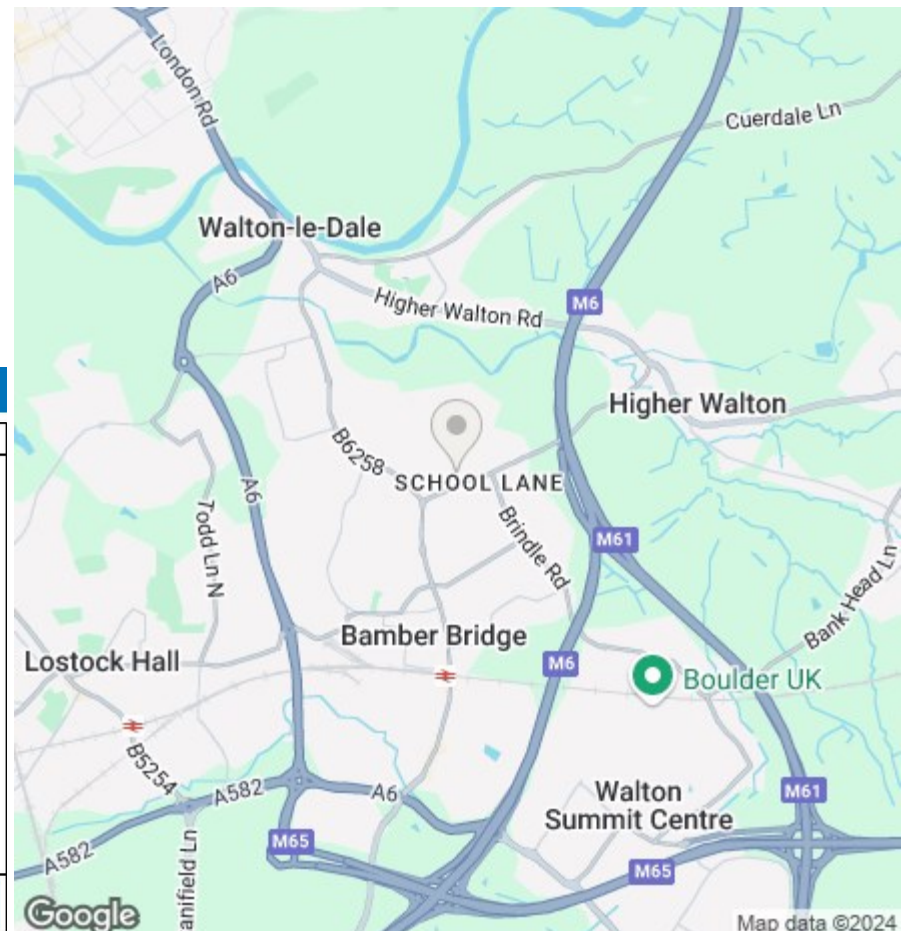 London Rd
Cuerdale Ln
Walton-le-Dale
A6
Higher Walton Rd
M6
Higher Walton
B6258
SCHOOL LANE
A6
Todd Ln N
Brindle Rd
M61
Bank Head Ln
Bamber Bridge
Lostock Hall
M6
Boulder UK
B5254
A582
A6
Walton
Summit Centre
M61
M65
M65
A582
anifield Ln
Google
Map data ©2024